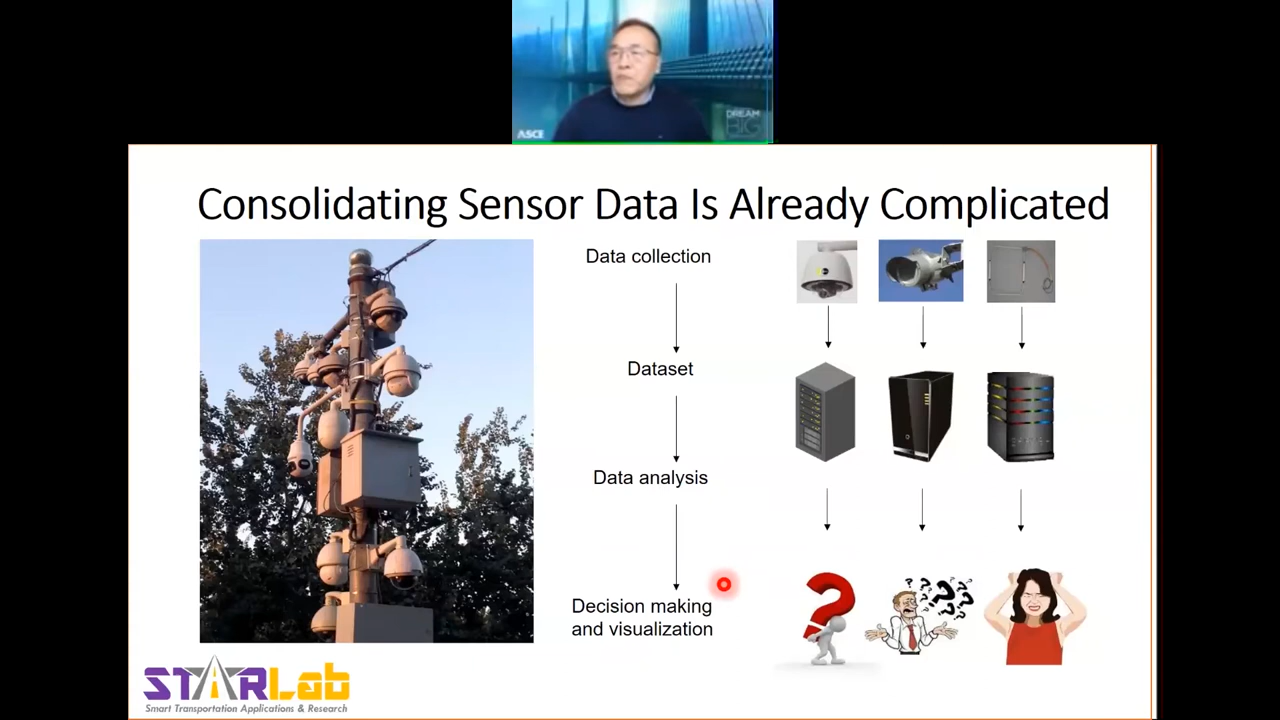 DREAM
BIG
ASCE
Consolidating Sensor Data Is Already Complicated
Data collection
Dataset
Data analysis
Decision making
and visualization
STARLab
Smart Transportation Applications & Research